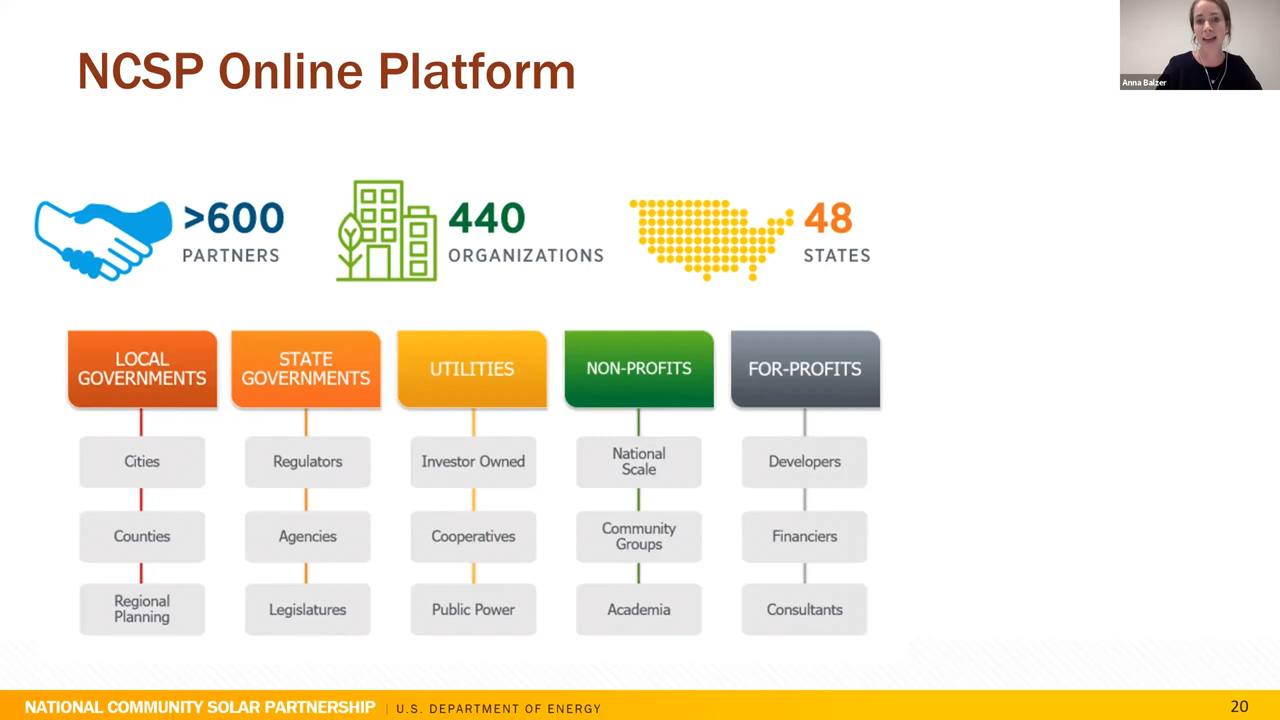 NCSP Online Platform
Anna Balzer
>600
PARTNERS
440
ORGANIZATIONS
48
STATES
LOCAL
GOVERNMENTS
Cities
Counties
Regional
Planning
STATE
GOVERNMENTS
Regulators
Agencies
Legislatures
UTILITIES
Investor Owned
Cooperatives
Public Power
NON-PROFITS
National
Scale
Community
Groups
Academia
FOR-PROFITS
Developers
Financiers
Consultants
NATIONAL COMMUNITY SOLAR PARTNERSHIP | U.S. DEPARTMENT OF ENERGY
20